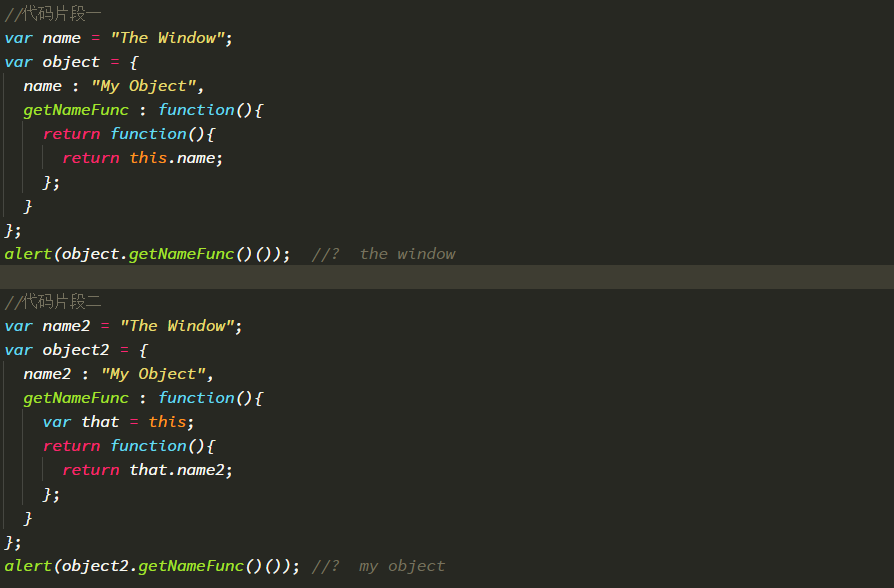 //代码片段一
var name = "The Window";
var object = {
  name : "My Object",
  getNameFunc : function(){
    return function(){
      return this.name;
    };
  }
};
alert(object.getNameFunc()());  //?  the window
//代码片段二
var name2 = "The Window";
var object2 = {
  name2 : "My Object",
  getNameFunc : function(){
    var that = this;
    return function(){
      return that.name2;
    };
  }
};
alert(object2.getNameFunc()()); //?  my object